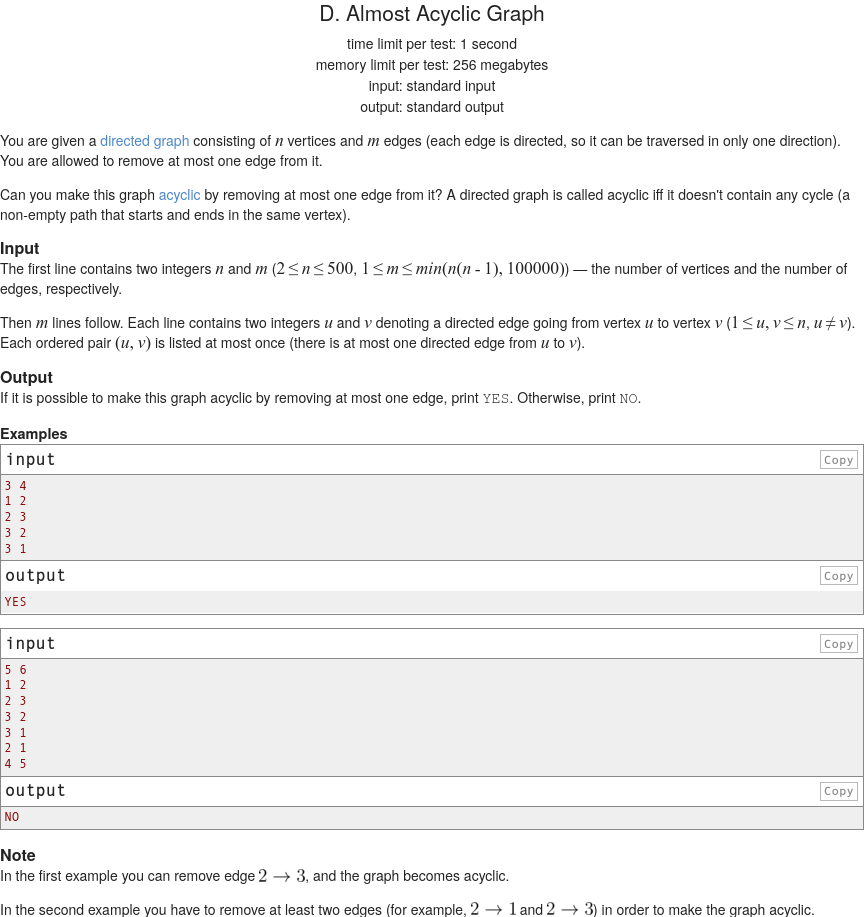 D. Almost Acyclic Graph
time limit per test: 1 second
memory limit per test: 256 megabytes
input: standard input
output: standard output
You are given a directed graph consisting of n vertices and m edges (each edge is directed, so it can be traversed in only one direction).
You are allowed to remove at most one edge from it.
Can you make this graph acyclic by removing at most one edge from it? A directed graph is called acyclic iff it doesn't contain any cycle (a
non-empty path that starts and ends in the same vertex).
Input
The first line contains two integers n and m (2 ≤ n ≤ 500, 1 ≤ m ≤ min(n(n - 1), 100000)) — the number of vertices and the number of
edges, respectively.
Then m lines follow. Each line contains two integers u and v denoting a directed edge going from vertex u to vertex v (1 ≤ u, v ≤ n, u ≠ v).
Each ordered pair (u, v) is listed at most once (there is at most one directed edge from u to v).
Output
If it is possible to make this graph acyclic by removing at most one edge, print YES. Otherwise, print NO.
Examples
input Copy
3 4
1 2
2 3
3 2
3 1
output Copy
YES
input Copy
5 6
1 2
2 3
3 2
3 1
2 1
4 5
output Copy
NO
Note
In the first example you can remove edge 2 → 3, and the graph becomes acyclic.
In the second example you have to remove at least two edges (for example, 2 → 1 and 2 → 3) in order to make the graph acyclic.